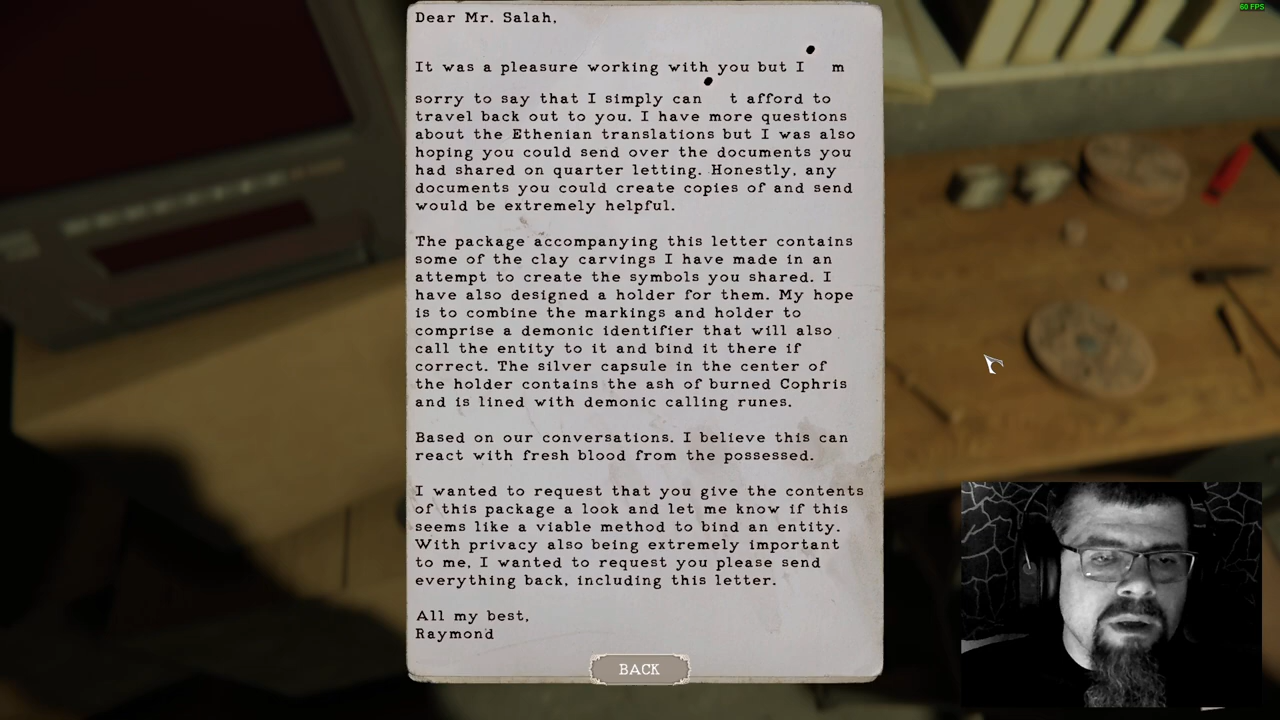 60 FPS
Dear Mr. Salah,
It was a pleasure working with you but I m
sorry to say that I simply can t afford to
travel back out to you. I have more questions
about the Ethenian translations but I was also
hoping you could send over the documents you
had shared on quarter letting. Honestly, any
documents you could create copies of and send
would be extremely helpful.
The package accompanying this letter contains
some of the clay carvings I have made in an
attempt to create the symbols you shared. I
have also designed a holder for them. My hope
is to combine the markings and holder to
comprise a demonic identifier that will also
call the entity to it and bind it there if
correct. The silver capsule in the center of
the holder contains the ash of burned Cophris
and is lined with demonic calling runes.
Based on our conversations, I believe this can
react with fresh blood from the possessed.
I wanted to request that you give the contents
of this package a look and let me know if this
seems like a viable method to bind an entity.
With privacy also being extremely important
to me, I wanted to request you please send
everything back, including this letter.
All my best,
Raymond
BACK